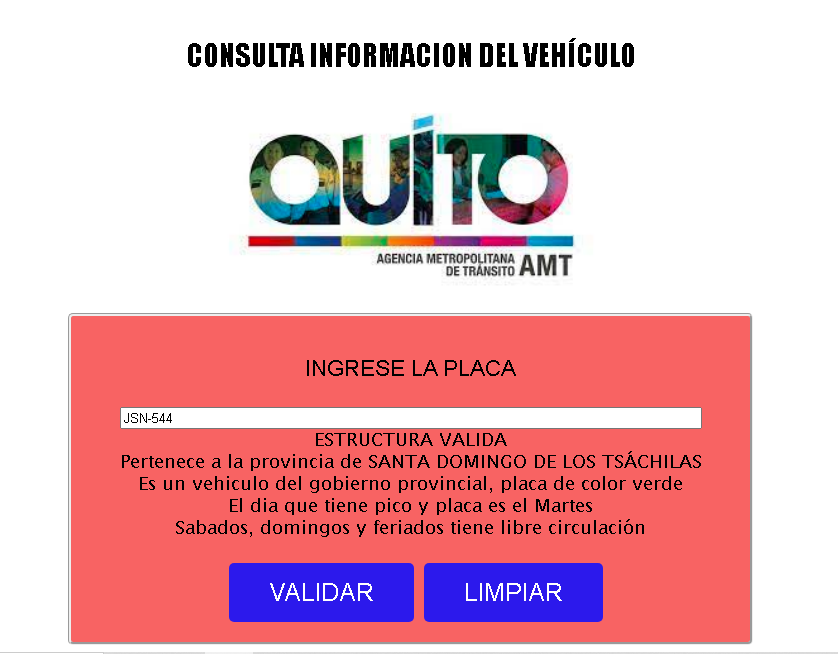 CONSULTA INFORMACION DEL VEHÍCULO
QUÍTO
AGENCIA METROPOLITANA
DE TRÁNSITO AMT
INGRESE LA PLACA
JSN-544
ESTRUCTURA VALIDA
Pertenece a la provincia de SANTA DOMINGO DE LOS TSÁCHILAS
Es un vehiculo del gobierno provincial, placa de color verde
El dia que tiene pico y placa es el Martes
Sabados, domingos y feriados tiene libre circulación
VALIDAR LIMPIAR